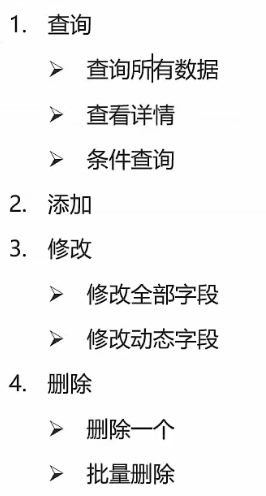 1. 查询
➢ 查询所有数据
➢ 查看详情
➢ 条件查询
2. 添加
3. 修改
➢ 修改全部字段
➢ 修改动态字段
4. 删除
➢ 删除一个
➢ 批量删除